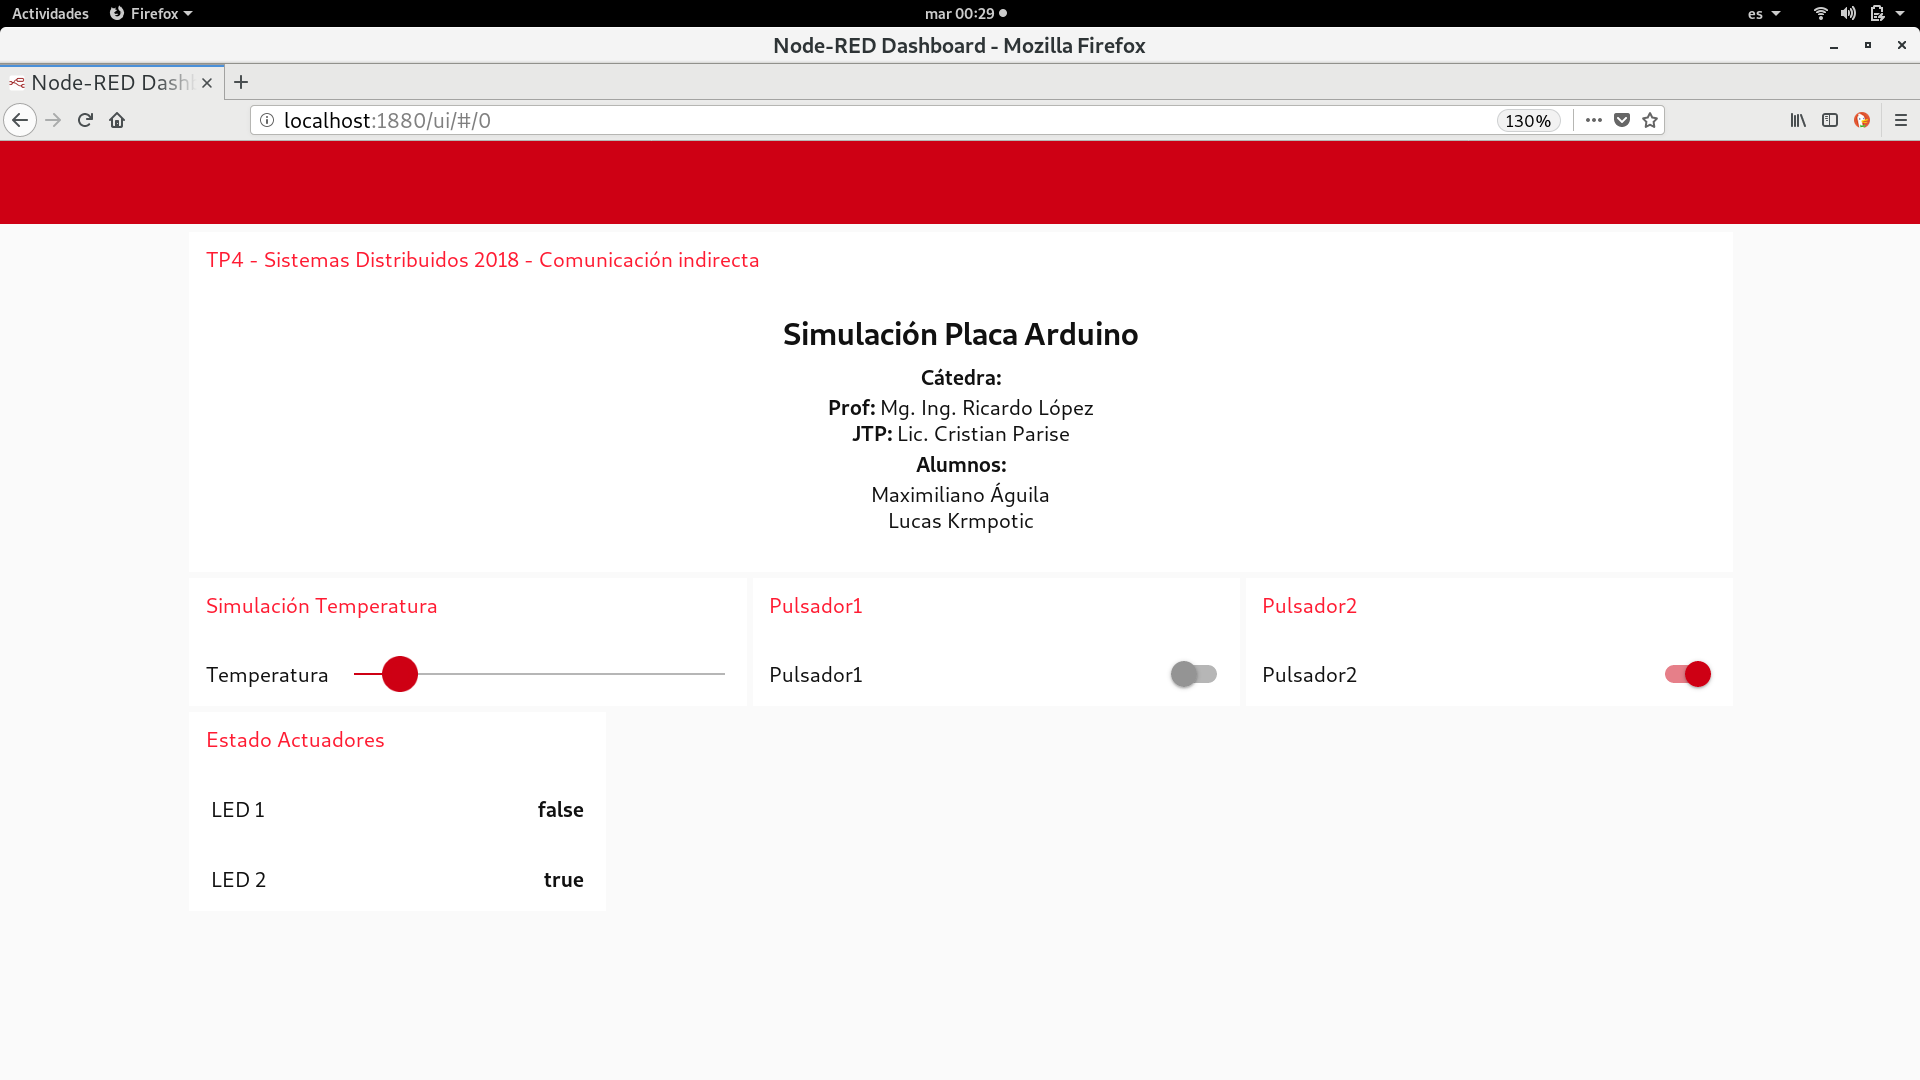 Actividades Firefox mar 00:29 es
Node-RED Dashboard - Mozilla Firefox
Node-RED Dash
localhost:1880/ui/#/0 130%
TP4 - Sistemas Distribuidos 2018 - Comunicación indirecta
Simulación Placa Arduino
Cátedra:
Prof: Mg. Ing. Ricardo López
JTP: Lic. Cristian Parise
Alumnos:
Maximiliano Águila
Lucas Krmpotic
Simulación Temperatura
Temperatura
Pulsador1
Pulsador1
Pulsador2
Pulsador2
Estado Actuadores
LED 1 false
LED 2 true